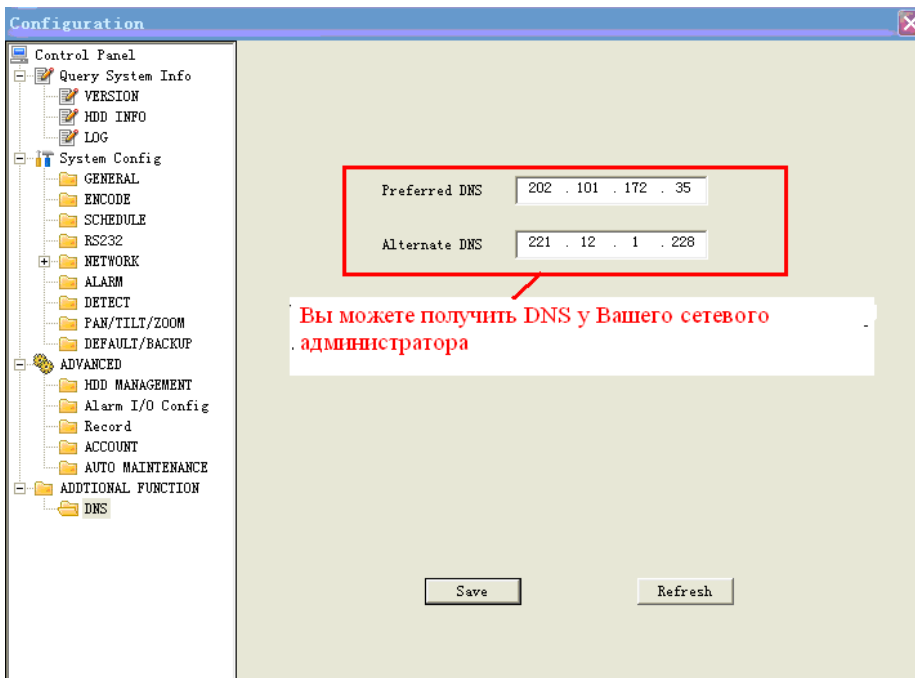 Configuration
Control Panel
Query System Info
VERSION
HDD INFO
LOG
System Config
GENERAL
ENCODE
SCHEDULE
RS232
NETWORK
ALARM
DETECT
PAN/TILT/ZOOM
DEFAULT/BACKUP
ADVANCED
HDD MANAGEMENT
Alarm I/O Config
Record
ACCOUNT
AUTO MAINTENANCE
ADDTIONAL FUNCTION
DNS
Preferred DNS 202 . 101 . 172 . 35
Alternate DNS 221 . 12 . 1 . 228
Вы можете получить DNS у Вашего сетевого
администратора
Save Refresh